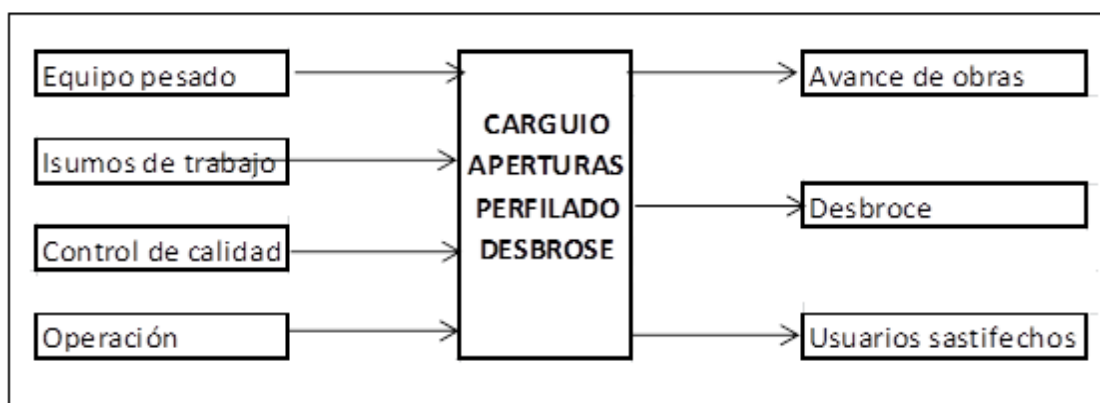 Equipo pesado
Isumos de trabajo
Control de calidad
Operación
CARGUIO
APERTURAS
PERFILADO
DESBROSE
Avance de obras
Desbroce
Usuarios sastifechos